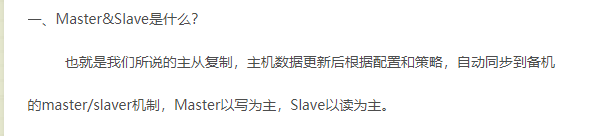 一、Master&Slave是什么？
也就是我们所说的主从复制，主机数据更新后根据配置和策略，自动同步到备机
的master/slaver机制，Master以写为主，Slave以读为主。